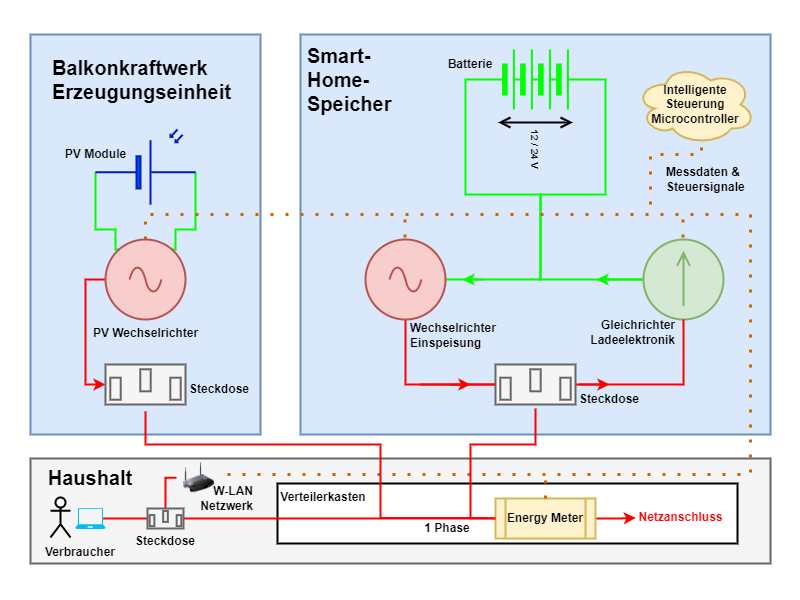 Balkonkraftwerk
Erzeugungseinheit
PV Module
PV Wechselrichter
Steckdose
Smart-
Home-
Speicher
Batterie
12 / 24 V
Intelligente
Steuerung
Microcontroller
Messdaten &
Steuersignale
Wechselrichter
Einspeisung
Gleichrichter
Ladeelektronik
Steckdose
Haushalt
W-LAN
Netzwerk
Verbraucher
Steckdose
Verteilerkasten
1 Phase
Energy Meter
Netzanschluss